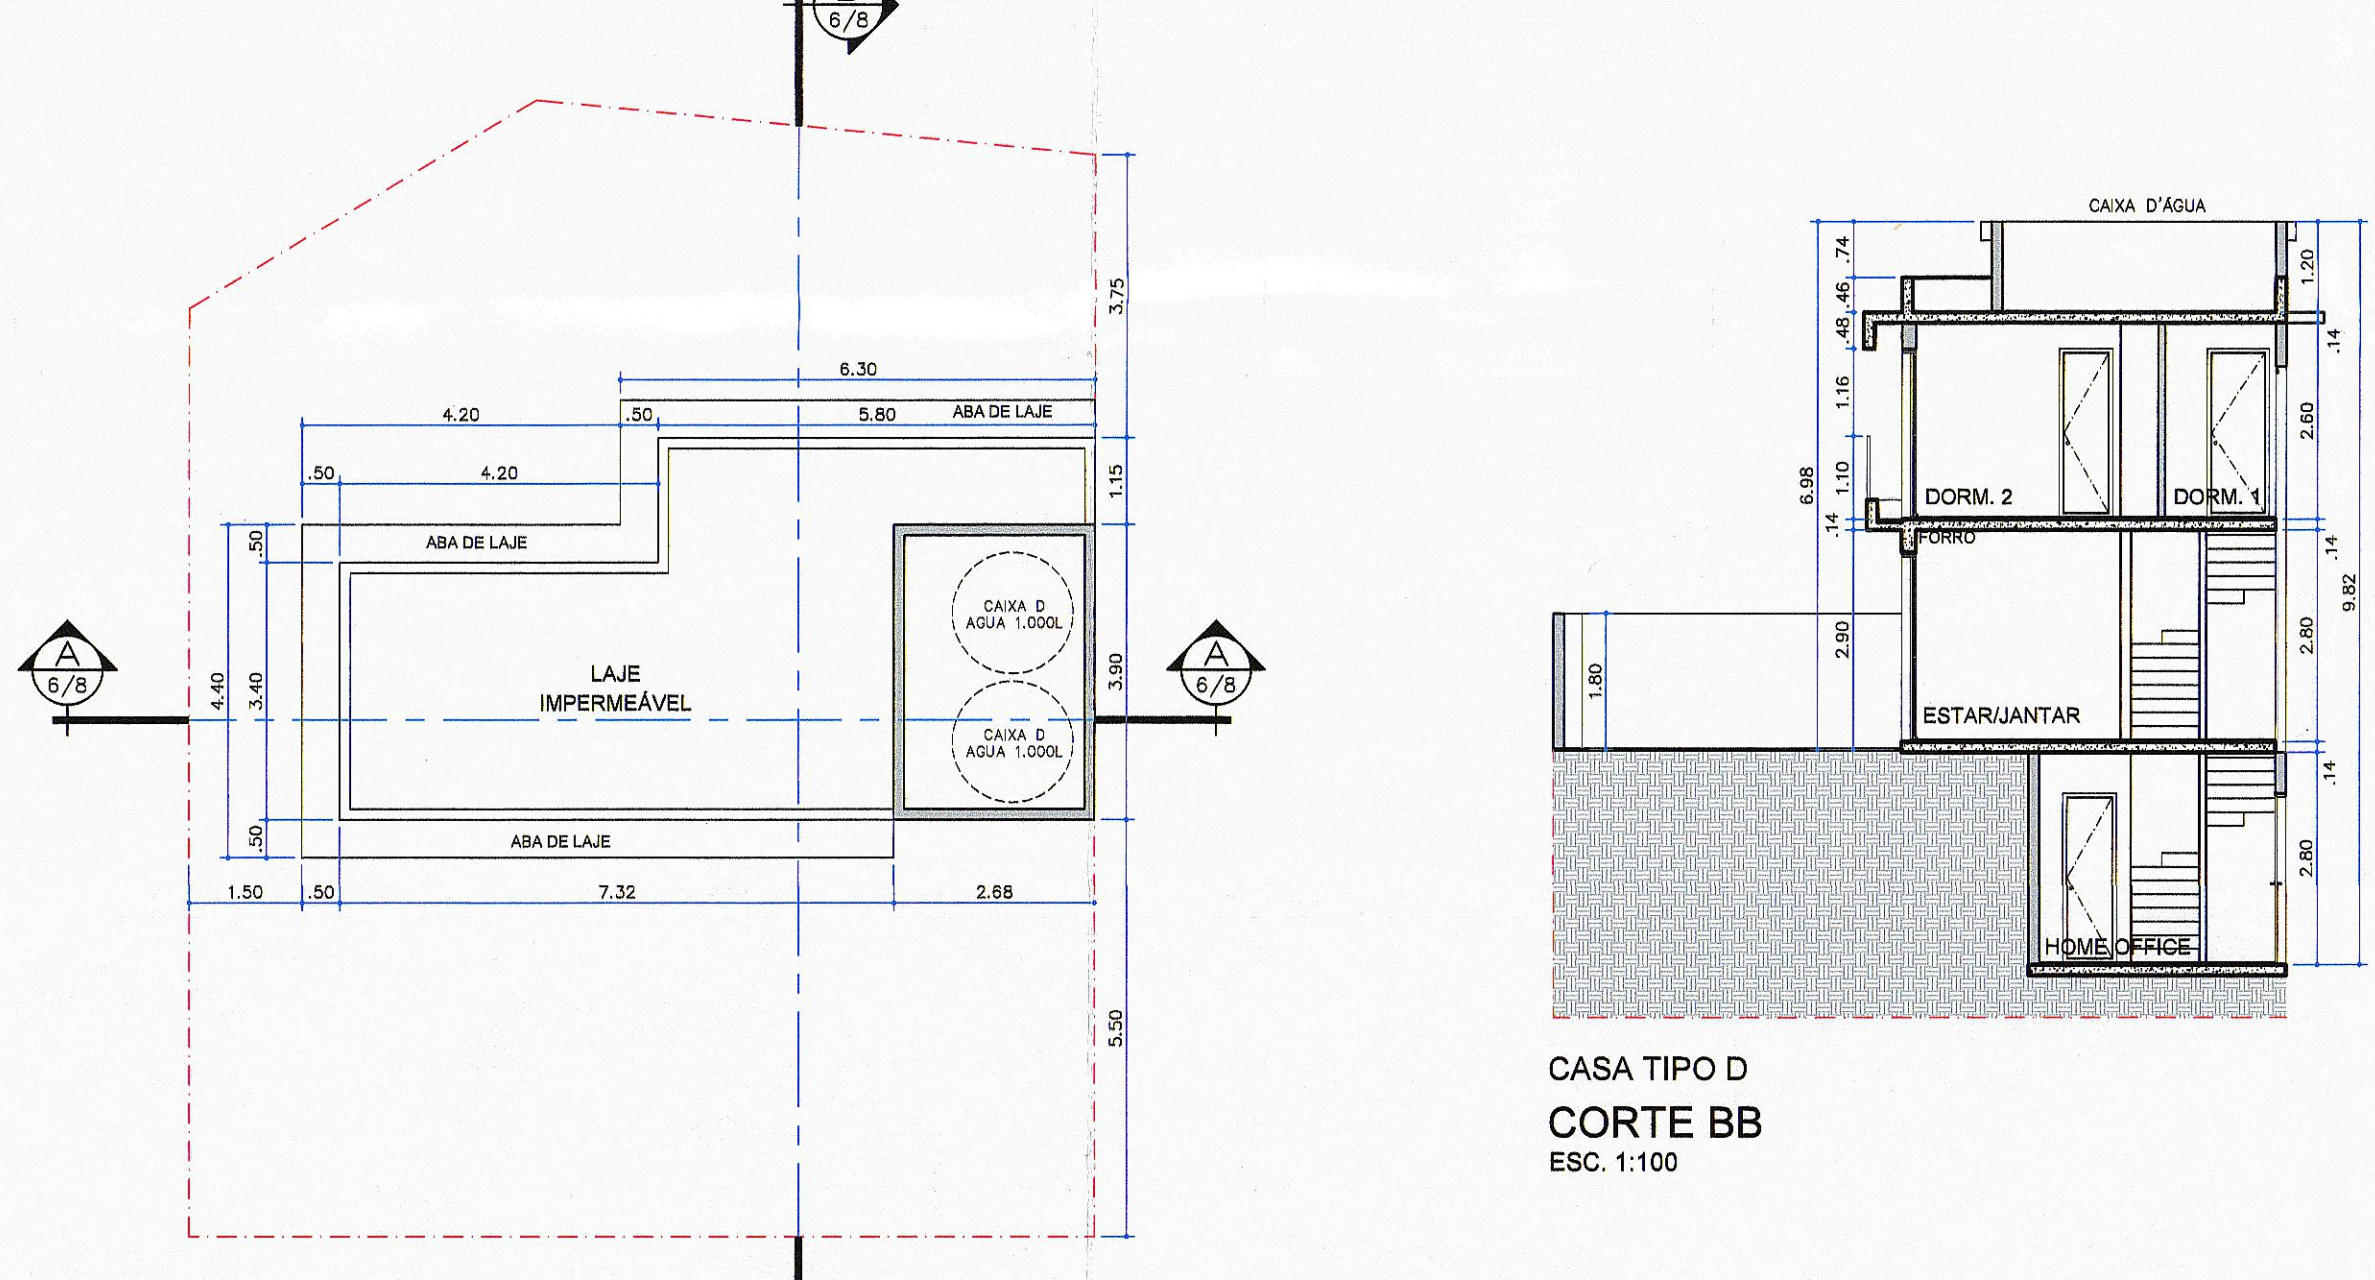 6/8
3.75
6.30
4.20
.50
5.80
ABA DE LAJE
.50
4.20
1.15
ABA DE LAJE
.50
4.40
3.40
.50
CAIXA D
AGUA 1.000L
LAJE
IMPERMEÁVEL
CAIXA D
AGUA 1.000L
3.90
A
6/8
A
6/8
ABA DE LAJE
1.50
.50
7.32
2.68
5.50
CAIXA D'ÁGUA
.74
.46
.48
1.16
1.10
.14
2.90
6.98
1.80
1.20
.14
2.60
.14
2.80
.14
2.80
9.82
DORM. 2
DORM. 1
FORRO
ESTAR/JANTAR
HOME OFFICE
CASA TIPO D
CORTE BB
ESC. 1:100